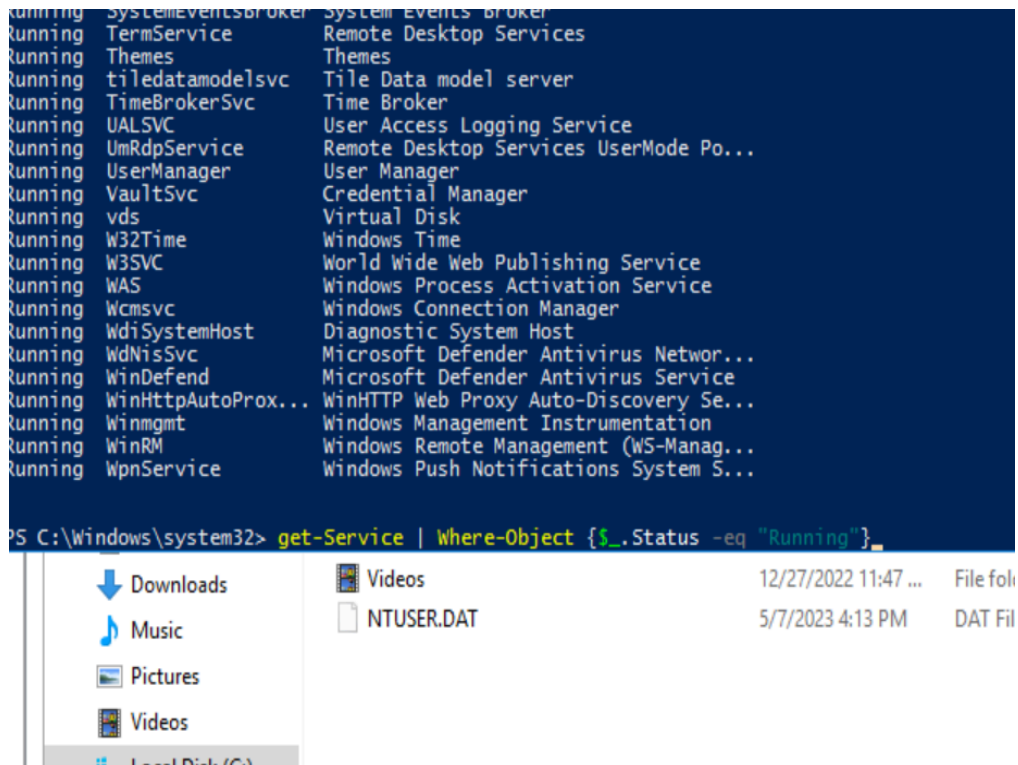 Running SystemEventsBroker System Events Broker
Running TermService Remote Desktop Services
Running Themes Themes
Running tiledatamodelsvc Tile Data model server
Running TimeBrokerSvc Time Broker
Running UALSVC User Access Logging Service
Running UmRdpService Remote Desktop Services UserMode Po...
Running UserManager User Manager
Running VaultSvc Credential Manager
Running vds Virtual Disk
Running W32Time Windows Time
Running W3SVC World Wide Web Publishing Service
Running WAS Windows Process Activation Service
Running Wcmsvc Windows Connection Manager
Running WdiSystemHost Diagnostic System Host
Running WdNisSvc Microsoft Defender Antivirus Networ...
Running WinDefend Microsoft Defender Antivirus Service
Running WinHttpAutoProx... WinHTTP Web Proxy Auto-Discovery Se...
Running Winmgmt Windows Management Instrumentation
Running WinRM Windows Remote Management (WS-Manag...
Running WpnService Windows Push Notifications System S...
PS C:\Windows\system32> get-Service | Where-Object {$_.Status -eq "Running"}_
Downloads
Music
Pictures
Videos
Local Disk (C:)
Videos 12/27/2022 11:47 ... File fol
NTUSER.DAT 5/7/2023 4:13 PM DAT Fil